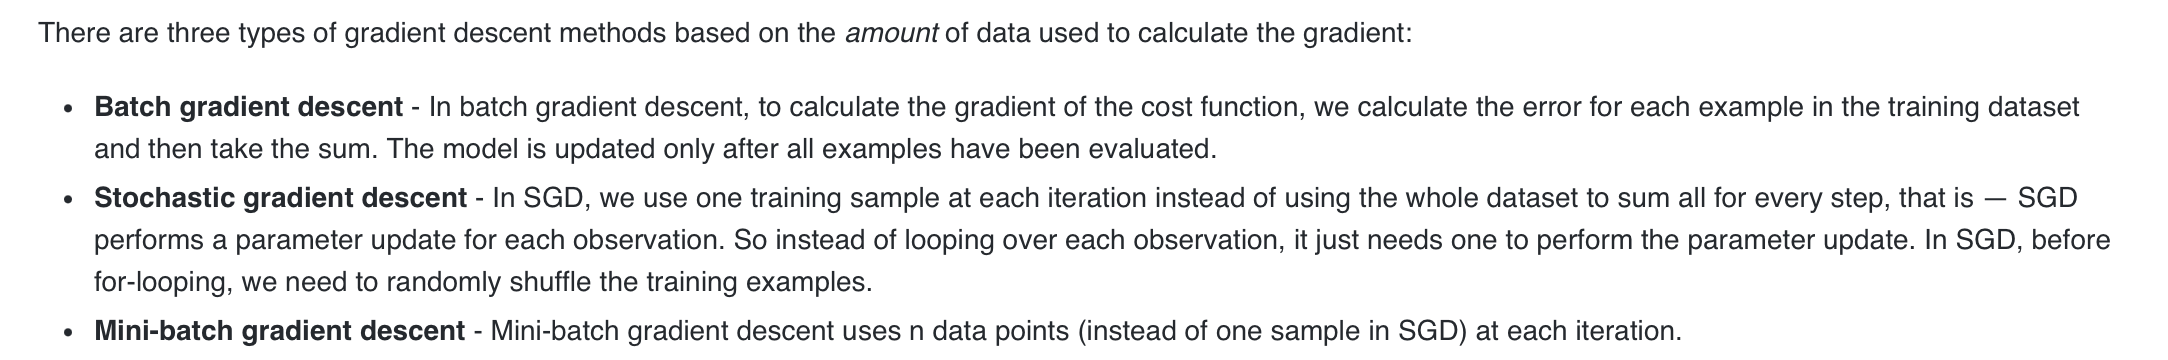 There are three types of gradient descent methods based on the amount of data used to calculate the gradient:
• Batch gradient descent - In batch gradient descent, to calculate the gradient of the cost function, we calculate the error for each example in the training dataset
and then take the sum. The model is updated only after all examples have been evaluated.
• Stochastic gradient descent - In SGD, we use one training sample at each iteration instead of using the whole dataset to sum all for every step, that is — SGD
performs a parameter update for each observation. So instead of looping over each observation, it just needs one to perform the parameter update. In SGD, before
for-looping, we need to randomly shuffle the training examples.
• Mini-batch gradient descent - Mini-batch gradient descent uses n data points (instead of one sample in SGD) at each iteration.